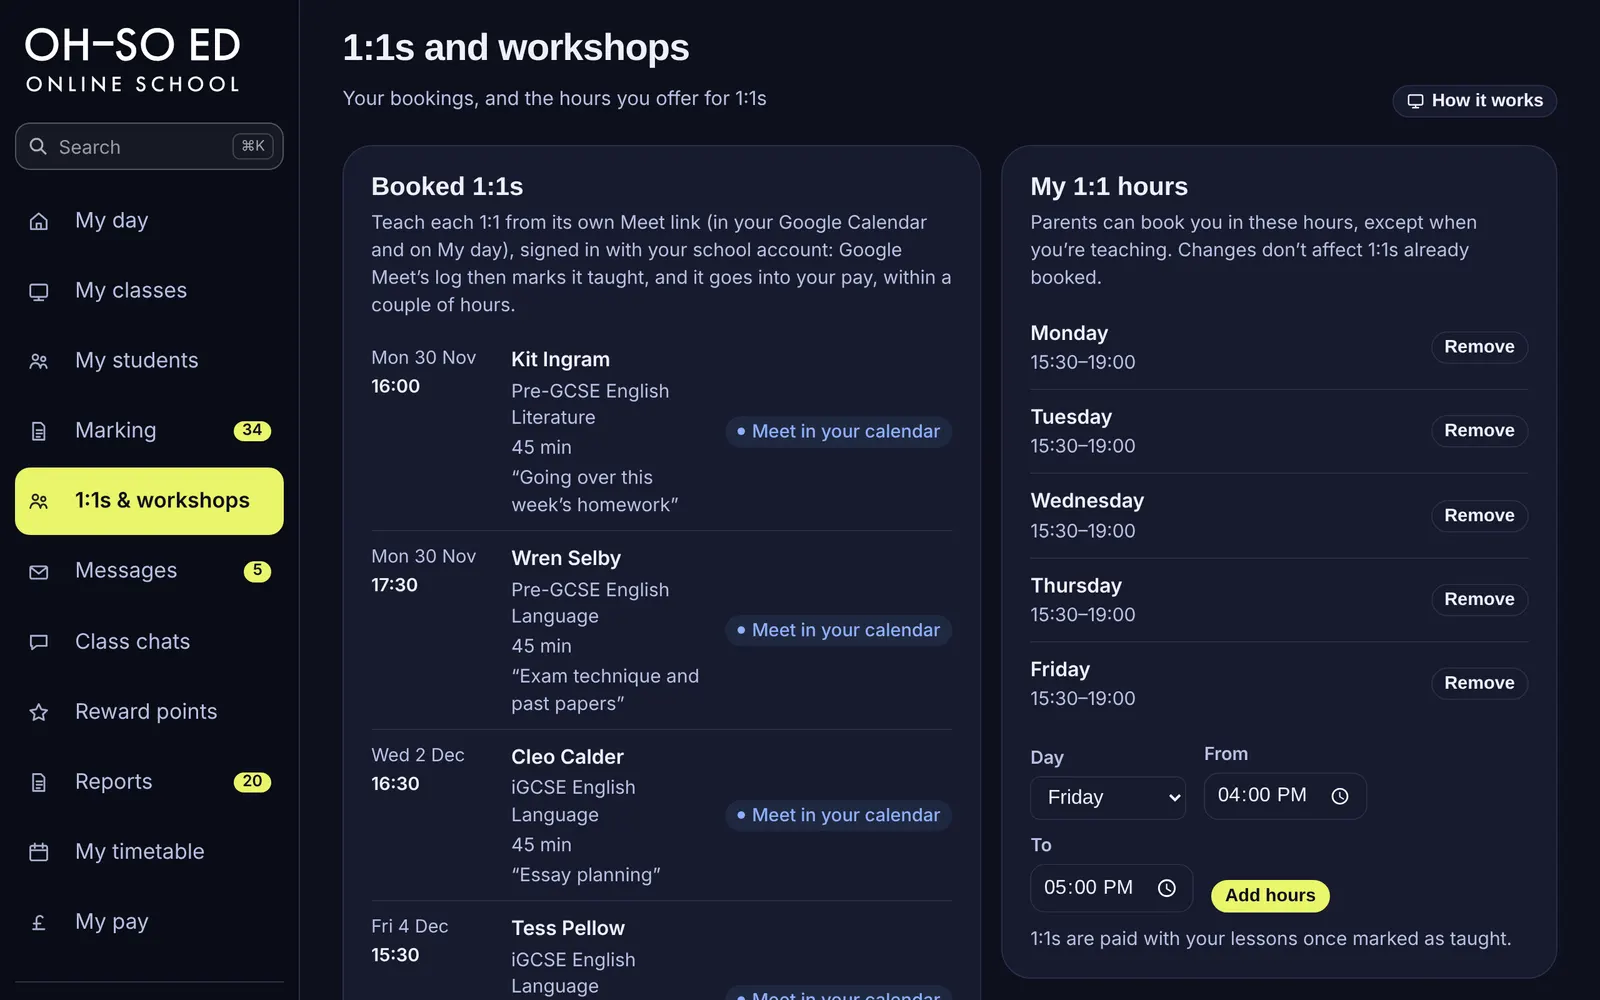 OH-SO ED
ONLINE SCHOOL
Search
⌘K
My day
My classes
My students
Marking
34
1:1s & workshops
Messages
5
Class chats
Reward points
Reports
20
My timetable
£
My pay
1:1s and workshops
Your bookings, and the hours you offer for 1:1s
How it works
Booked 1:1s
Teach each 1:1 from its own Meet link (in your Google Calendar
and on My day), signed in with your school account: Google
Meet’s log then marks it taught, and it goes into your pay, within a
couple of hours.
Mon 30 Nov
16:00
Kit Ingram
Pre-GCSE English
Literature
45 min
“Going over this
week’s homework”
Meet in your calendar
Mon 30 Nov
17:30
Wren Selby
Pre-GCSE English
Language
45 min
“Exam technique and
past papers”
Meet in your calendar
Wed 2 Dec
16:30
Cleo Calder
iGCSE English
Language
45 min
“Essay planning”
Meet in your calendar
Fri 4 Dec
15:30
Tess Pellow
iGCSE English
Language
Meet in your calendar
My 1:1 hours
Parents can book you in these hours, except when
you’re teaching. Changes don’t affect 1:1s already
booked.
Monday
15:30–19:00
Remove
Tuesday
15:30–19:00
Remove
Wednesday
15:30–19:00
Remove
Thursday
15:30–19:00
Remove
Friday
15:30–19:00
Remove
Day
Friday
From
04:00 PM
To
05:00 PM
Add hours
1:1s are paid with your lessons once marked as taught.